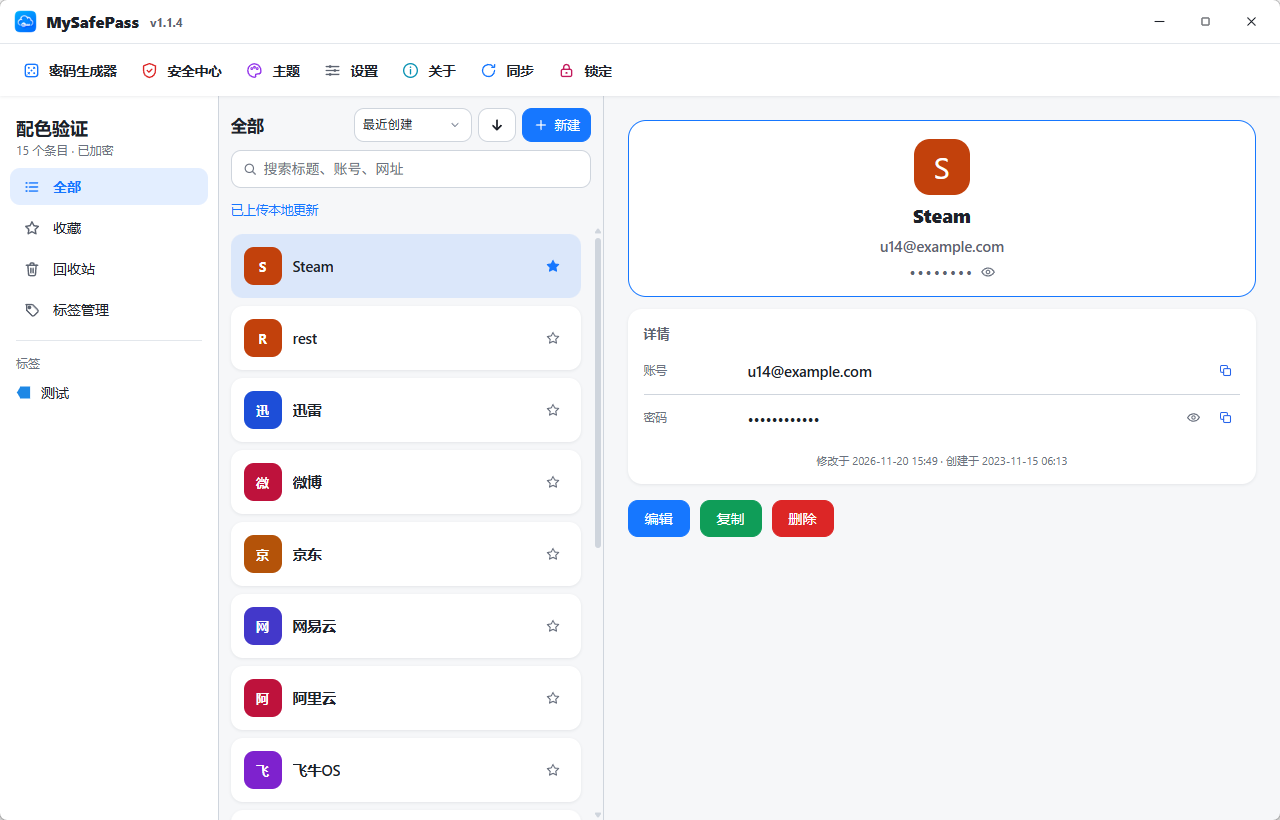 MySafePass v1.1.4
密码生成器 安全中心 主题 设置 关于 同步 锁定
配色验证
15 个条目 · 已加密
全部
收藏
回收站
标签管理
标签
测试
全部 最近创建 新建
搜索标题、账号、网址
已上传本地更新
S Steam
R rest
迅 迅雷
微 微博
京 京东
网 网易云
阿 阿里云
飞 飞牛OS
S
Steam
u14@example.com
••••••••
详情
账号 u14@example.com
密码 ••••••••••••
修改于 2026-11-20 15:49 · 创建于 2023-11-15 06:13
编辑 复制 删除